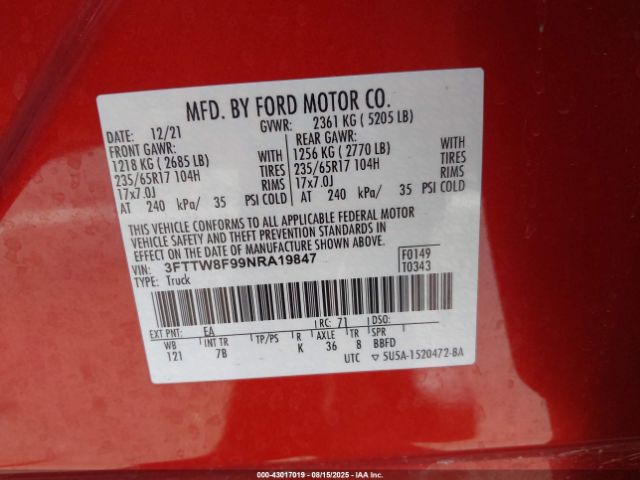 MFD. BY FORD MOTOR CO.
DATE: 12/21 GVWR: 2361 KG ( 5205 LB)
FRONT GAWR: REAR GAWR:
1218 KG ( 2685 LB) WITH 1256 KG ( 2770 LB) WITH
235/65R17 104H TIRES 235/65R17 104H TIRES
17x7.0J RIMS 17x7.0J RIMS
AT 240 kPa/ 35 PSI COLD AT 240 kPa/ 35 PSI COLD
THIS VEHICLE CONFORMS TO ALL APPLICABLE FEDERAL MOTOR
VEHICLE SAFETY AND THEFT PREVENTION STANDARDS IN
EFFECT ON THE DATE OF MANUFACTURE SHOWN ABOVE.
VIN: 3FTTW8F99NRA19847 F0149
TYPE: Truck T0343
EXT PNT: EA RC: 71 DSO:
WB INT TR TP/PS R AXLE TR SPR
121 7B K 36 8 BBFD
UTC ▽ 5U5A-1520472-BA
000-43017019 - 08/15/2025 - IAA Inc.